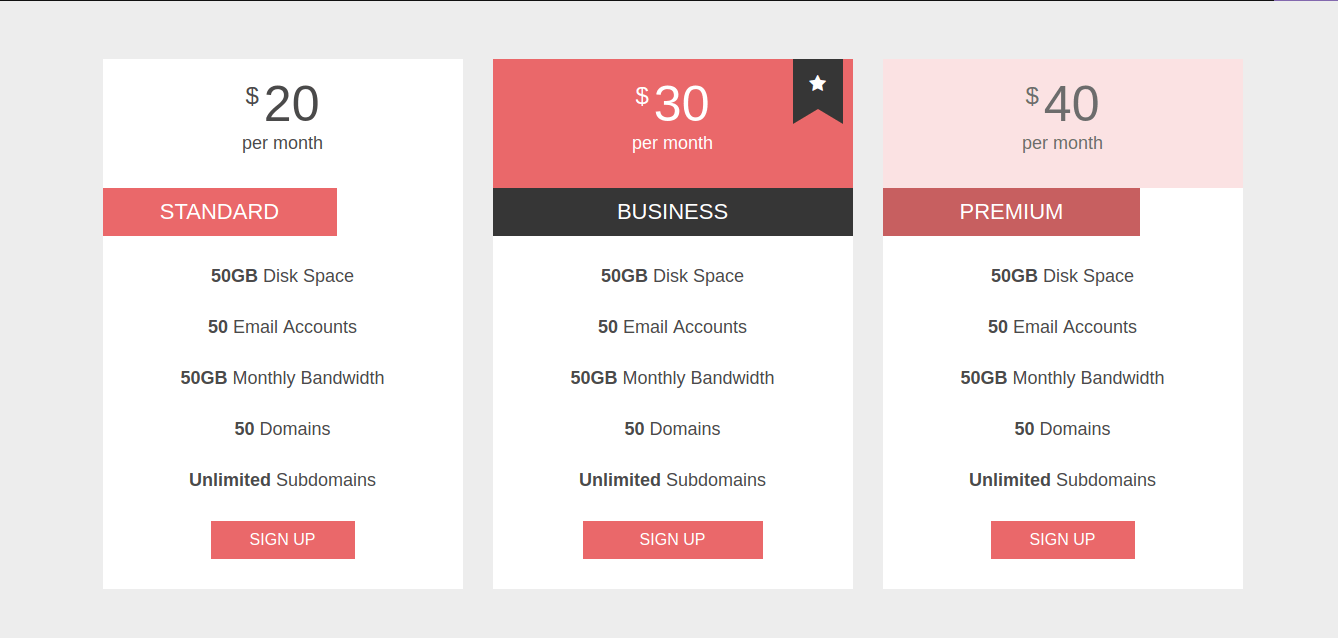 $ 20
per month
STANDARD
50GB Disk Space
50 Email Accounts
50GB Monthly Bandwidth
50 Domains
Unlimited Subdomains
SIGN UP
$ 30
per month
BUSINESS
50GB Disk Space
50 Email Accounts
50GB Monthly Bandwidth
50 Domains
Unlimited Subdomains
SIGN UP
$ 40
per month
PREMIUM
50GB Disk Space
50 Email Accounts
50GB Monthly Bandwidth
50 Domains
Unlimited Subdomains
SIGN UP